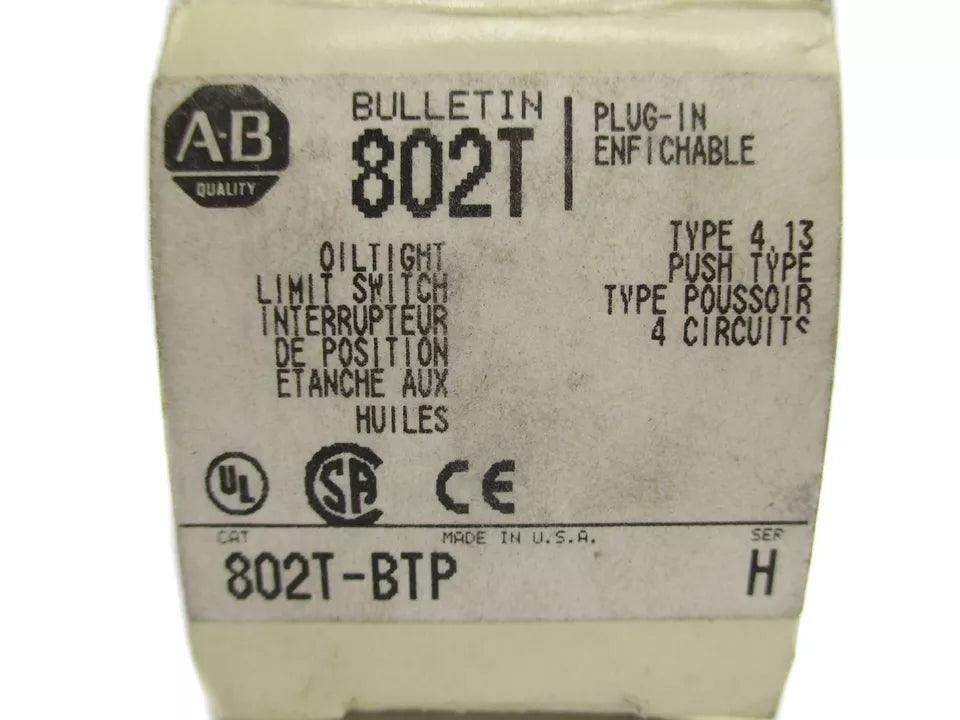 A-B
QUALITY
BULLETIN
802T
PLUG-IN
ENFICHABLE
OILTIGHT
LIMIT SWITCH
INTERRUPTEUR
DE POSITION
ETANCHE AUX
HUILES
TYPE 4,13
PUSH TYPE
TYPE POUSSOIR
4 CIRCUITS
UL
SA
CE
CAT
MADE IN U.S.A.
SER
802T-BTP
H